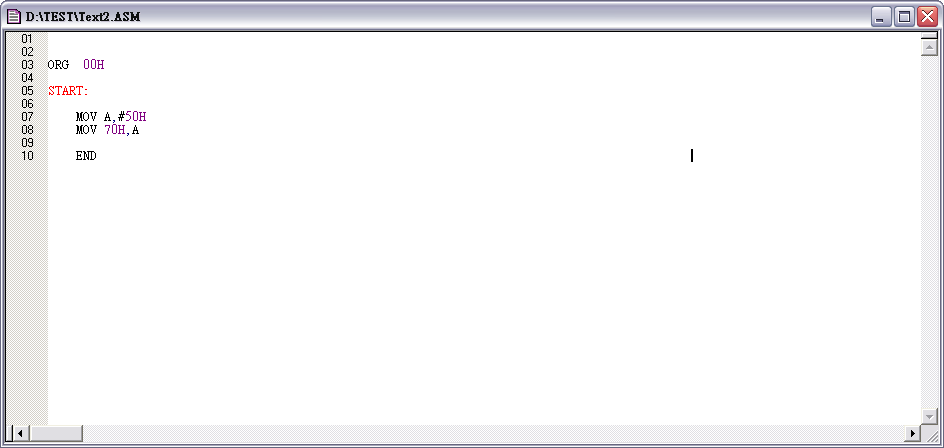 D:\TEST\Text2.ASM
01
02
03 ORG  00H
04
05 START:
06
07     MOV A,#50H
08     MOV 70H,A
09
10     END